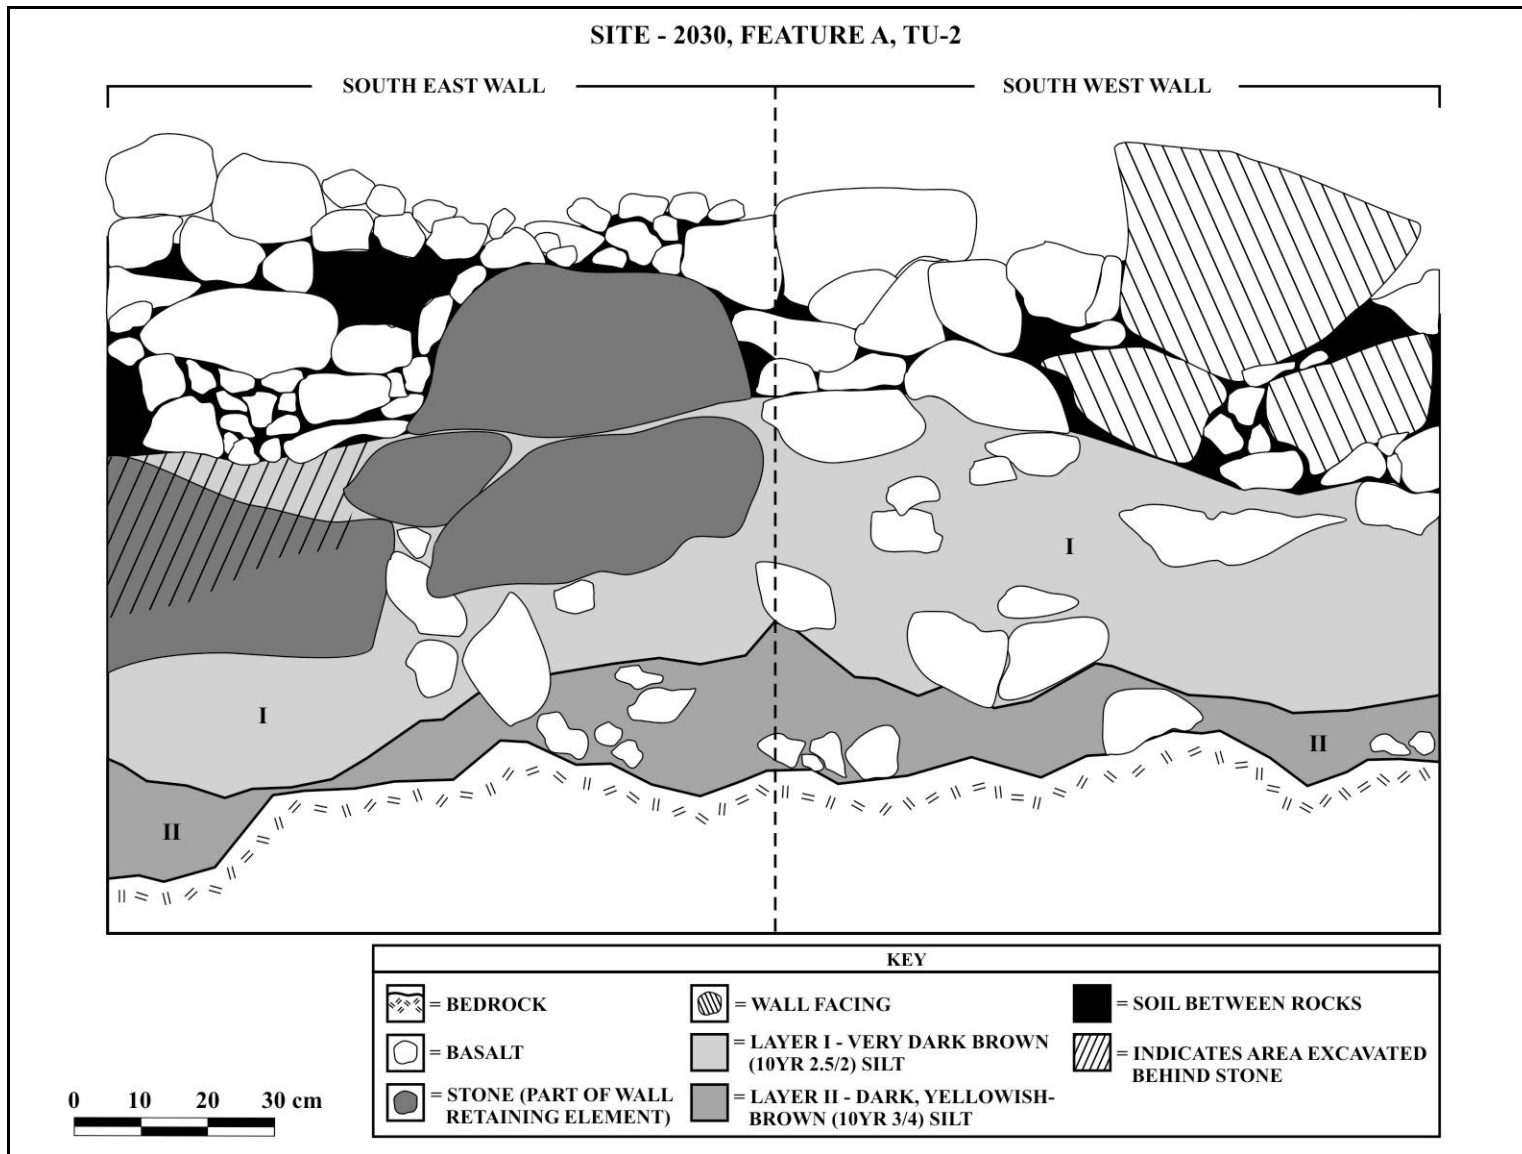 SITE - 2030, FEATURE A, TU-2
SOUTH EAST WALL
SOUTH WEST WALL
I
I
II
II
KEY
= BEDROCK
= BASALT
= STONE (PART OF WALL
RETAINING ELEMENT)
= WALL FACING
= LAYER I - VERY DARK BROWN
(10YR 2.5/2) SILT
= LAYER II - DARK, YELLOWISH-
BROWN (10YR 3/4) SILT
= SOIL BETWEEN ROCKS
= INDICATES AREA EXCAVATED
BEHIND STONE
0 10 20 30 cm